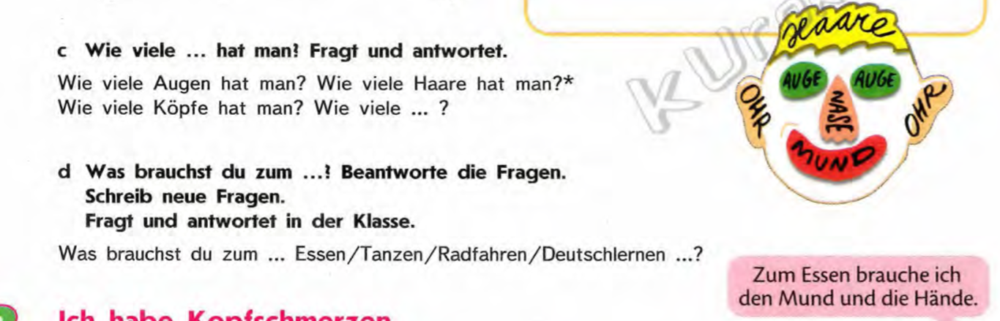 c Wie viele ... hat man? Fragt und antwortet.
Wie viele Augen hat man? Wie viele Haare hat man?*
Wie viele Köpfe hat man? Wie viele ... ?
Haare
AUGE AUGE
OHR NASE OHR
MUND
d Was brauchst du zum ...? Beantworte die Fragen.
Schreib neue Fragen.
Fragt und antwortet in der Klasse.
Was brauchst du zum ... Essen/Tanzen/Radfahren/Deutschlernen ...?
Zum Essen brauche ich
den Mund und die Hände.
Ich habe Kopfschmerzen